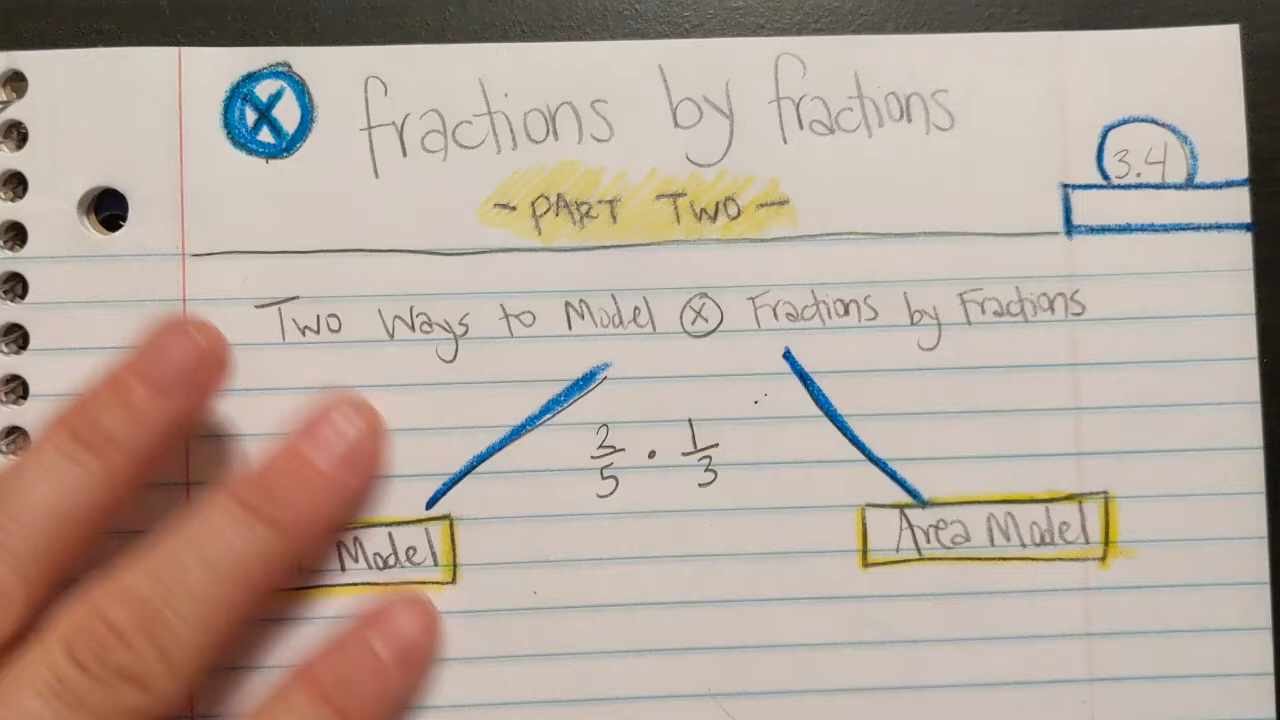 Ⓧ fractions by fractions
- PART TWO -
3.4
Two Ways to Model Ⓧ Fractions by Fractions
2/5 · 1/3
Model
Area Model